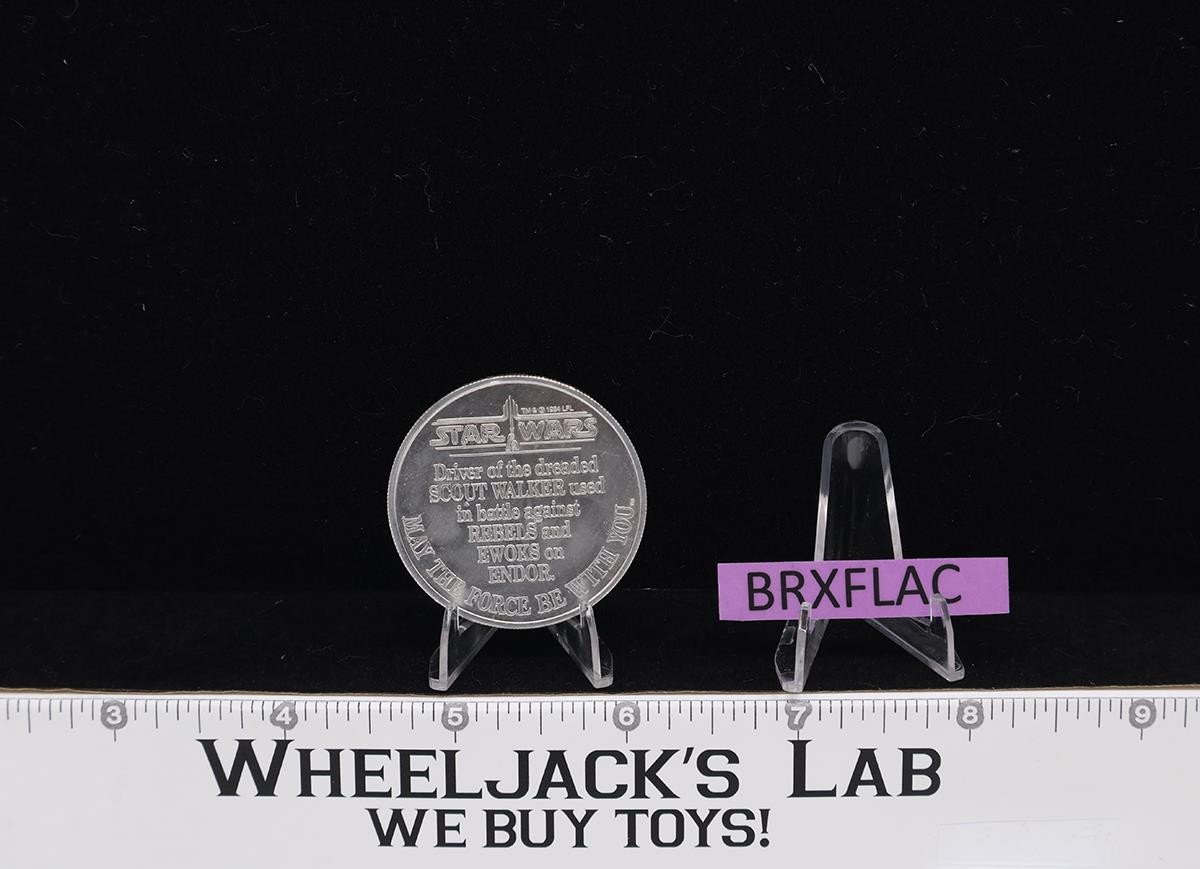 TM & © 1984 LFL
STAR WARS
Driver of the dreaded
SCOUT WALKER used
in battle against
REBELS and
EWOKS on
ENDOR.
MAY THE FORCE BE WITH YOU
BRXFLAC
3 4 5 6 7 8 9
WHEELJACK'S LAB
WE BUY TOYS!